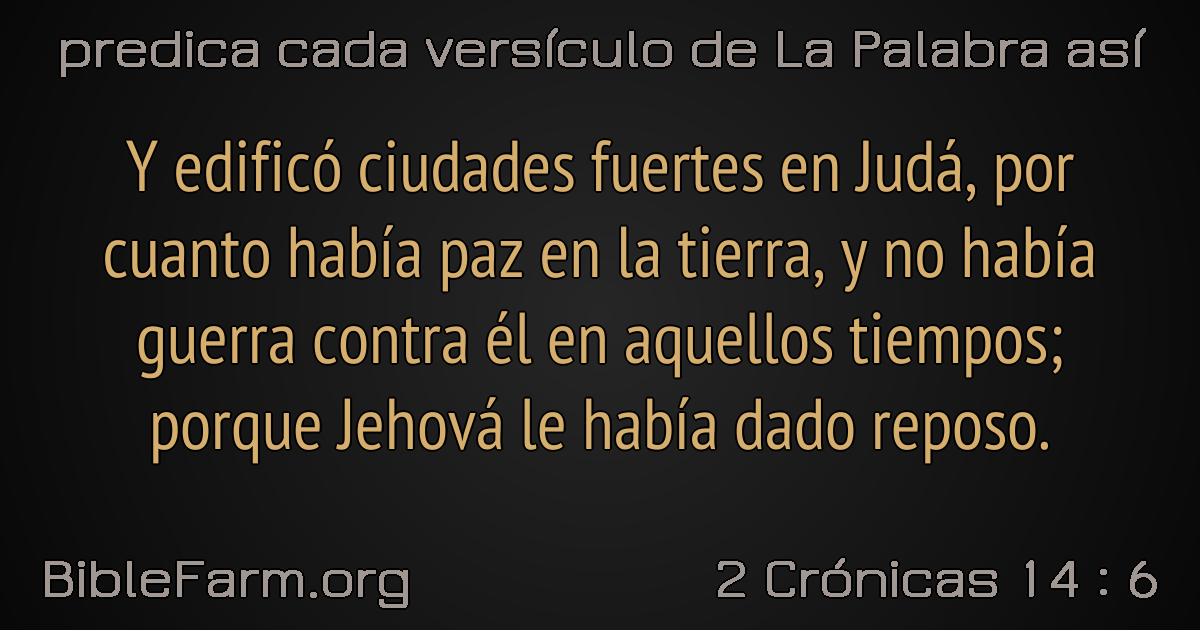 predica cada versículo de La Palabra así
Y edificó ciudades fuertes en Judá, por
cuanto había paz en la tierra, y no había
guerra contra él en aquellos tiempos;
porque Jehová le había dado reposo.
BibleFarm.org
2 Crónicas 14 : 6